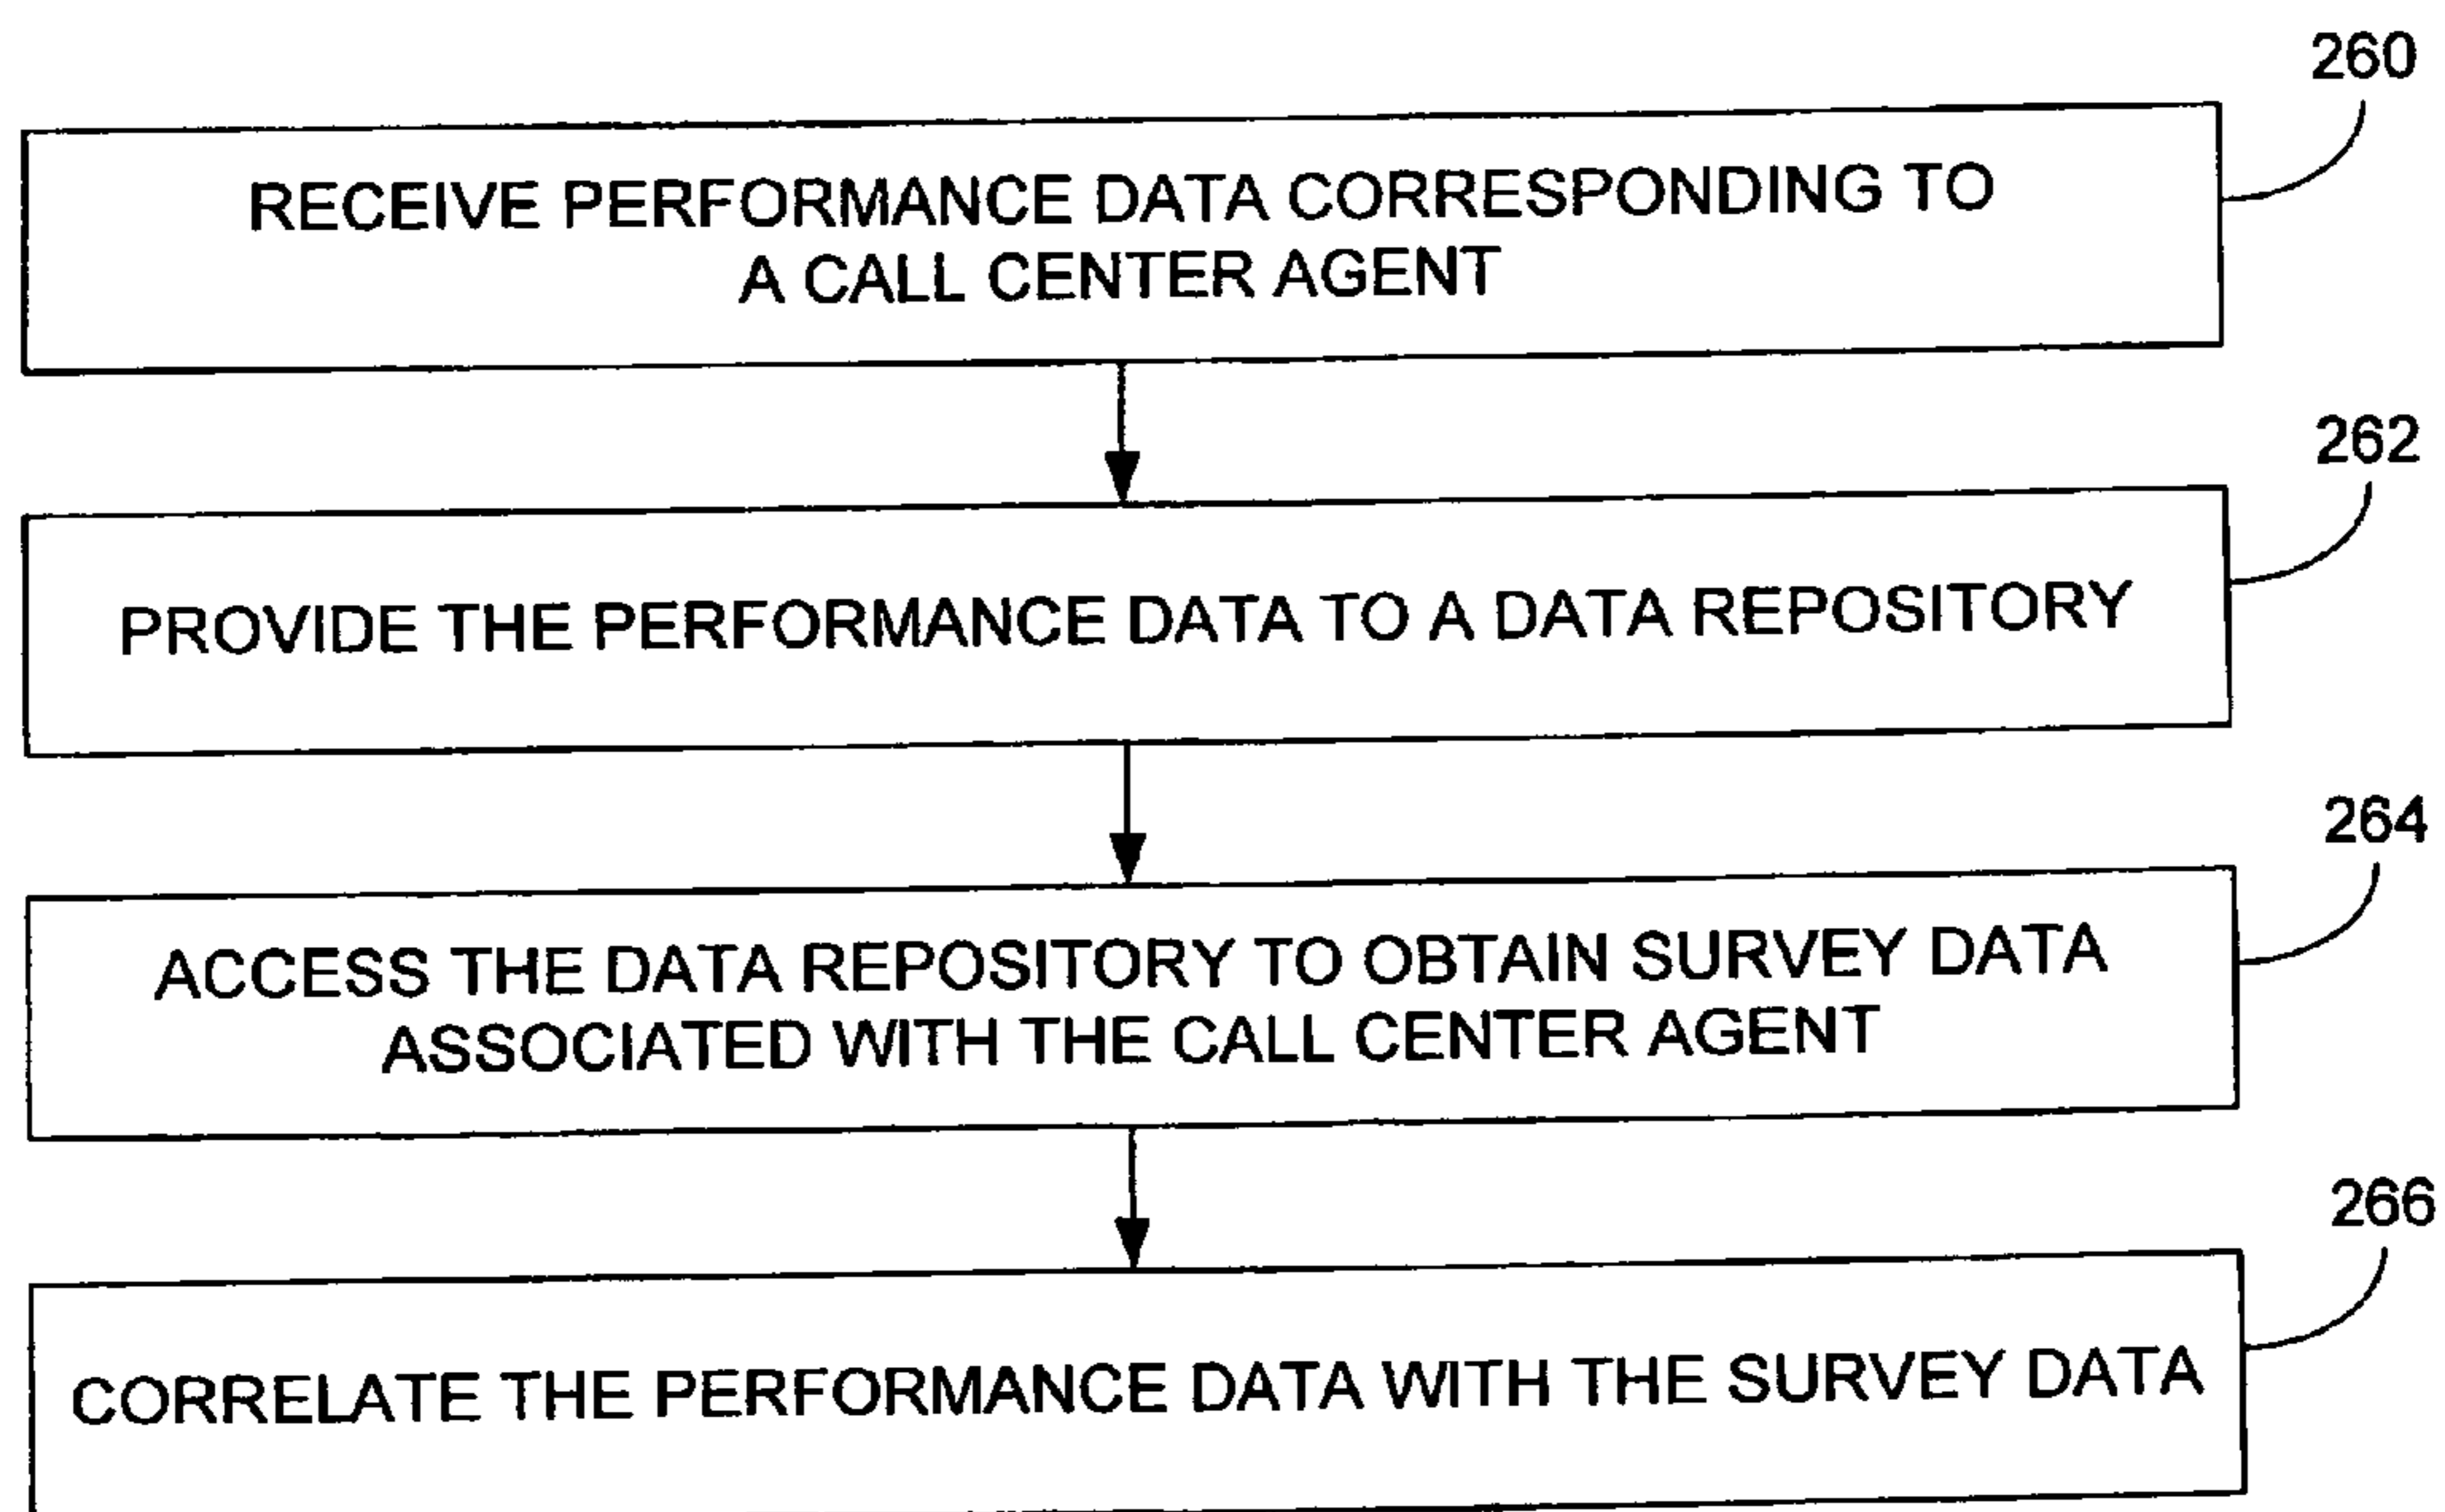 260
RECEIVE PERFORMANCE DATA CORRESPONDING TO
A CALL CENTER AGENT
262
PROVIDE THE PERFORMANCE DATA TO A DATA REPOSITORY
264
ACCESS THE DATA REPOSITORY TO OBTAIN SURVEY DATA
ASSOCIATED WITH THE CALL CENTER AGENT
266
CORRELATE THE PERFORMANCE DATA WITH THE SURVEY DATA